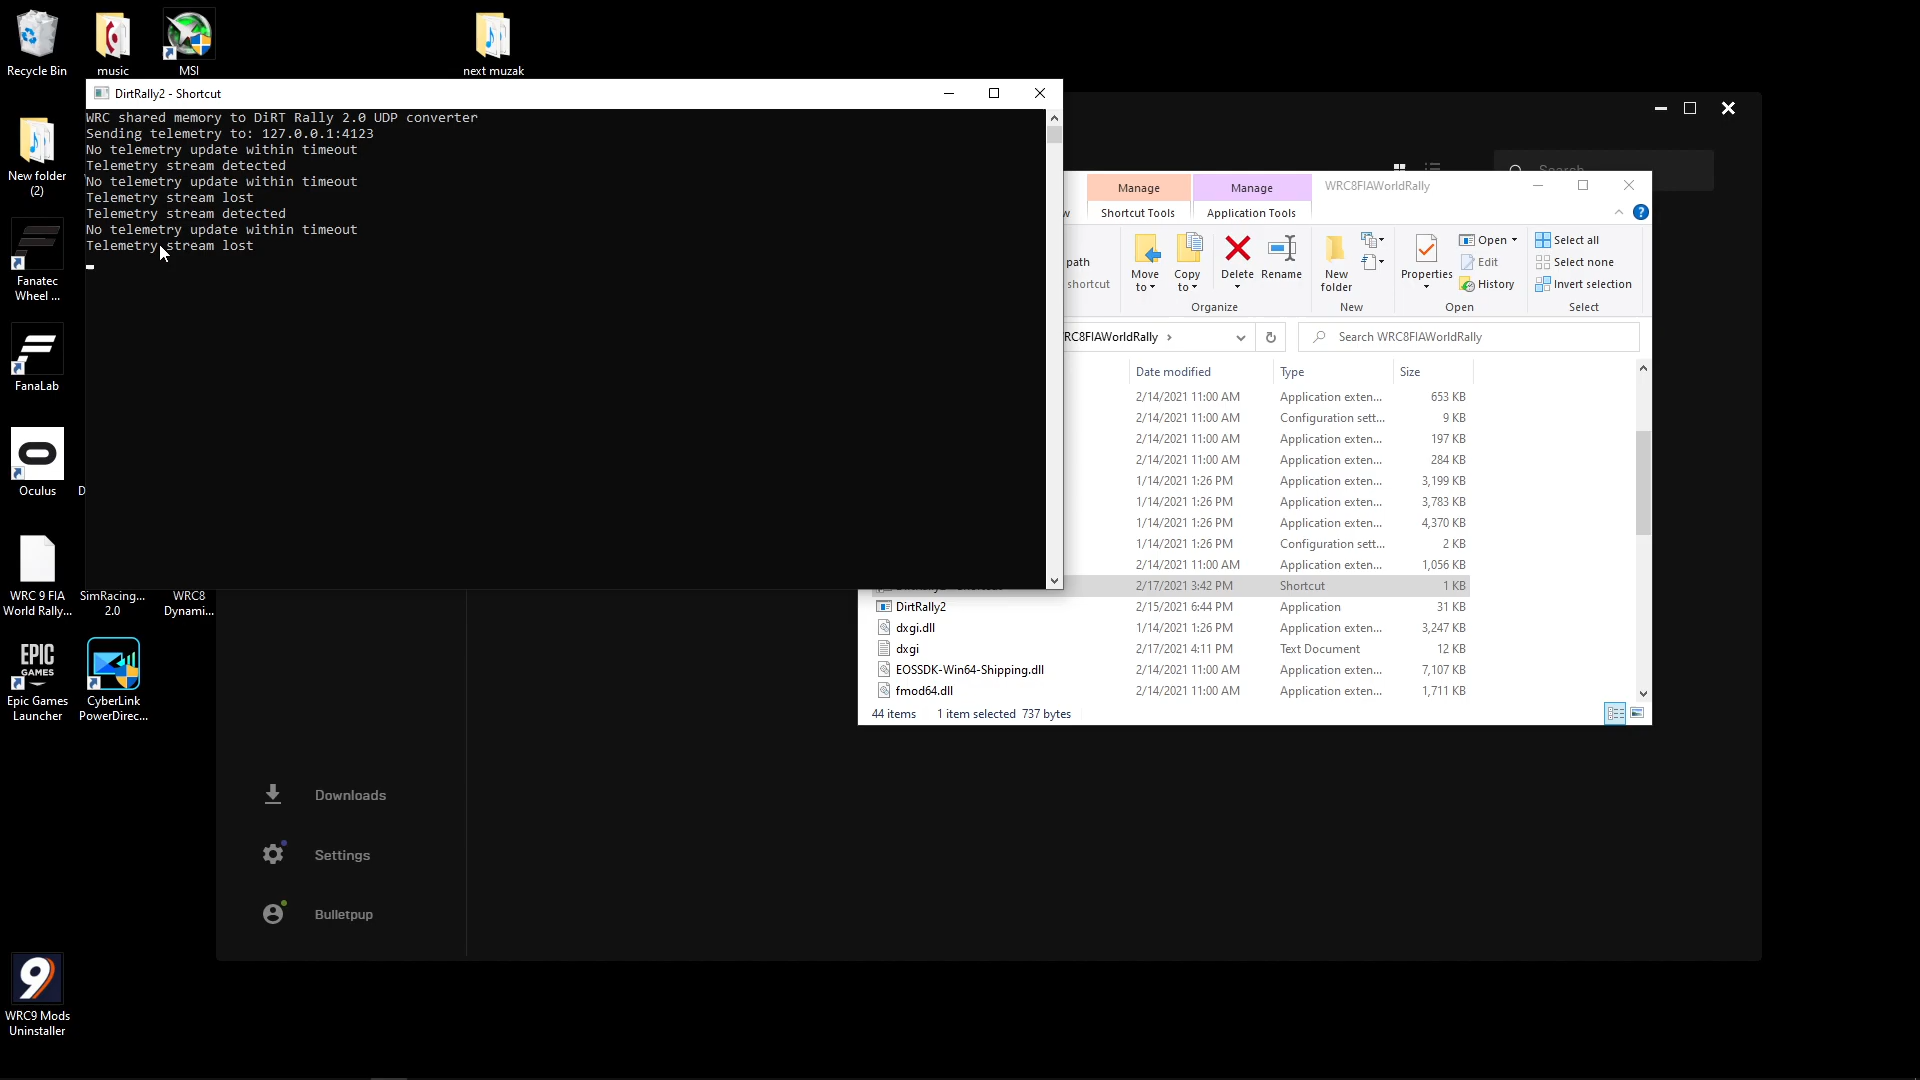 Recycle Bin
music
MSI
next muzak
New folder
(2)
Fanatec
Wheel ...
FanaLab
Oculus
D
WRC 9 FIA
World Rally...
SimRacing...
2.0
WRC8
Dynami...
EPIC
GAMES
Epic Games
Launcher
CyberLink
PowerDirec...
9
WRC9 Mods
Uninstaller
DirtRally2 - Shortcut
WRC shared memory to DiRT Rally 2.0 UDP converter
Sending telemetry to: 127.0.0.1:4123
No telemetry update within timeout
Telemetry stream detected
No telemetry update within timeout
Telemetry stream lost
Telemetry stream detected
No telemetry update within timeout
Telemetry stream lost
Search
Manage
Manage
WRC8FIAWorldRally
w
Shortcut Tools
Application Tools
path
shortcut
Move
to
Copy
to
Delete
Rename
New
folder
Properties
Open
Edit
History
Select all
Select none
Invert selection
Organize
New
Open
Select
RC8FIAWorldRally
Search WRC8FIAWorldRally
Date modified Type Size
2/14/2021 11:00 AM Application exten... 653 KB
2/14/2021 11:00 AM Configuration sett... 9 KB
2/14/2021 11:00 AM Application exten... 197 KB
2/14/2021 11:00 AM Application exten... 284 KB
1/14/2021 1:26 PM Application exten... 3,199 KB
1/14/2021 1:26 PM Application exten... 3,783 KB
1/14/2021 1:26 PM Application exten... 4,370 KB
1/14/2021 1:26 PM Configuration sett... 2 KB
2/14/2021 11:00 AM Application exten... 1,056 KB
2/17/2021 3:42 PM Shortcut 1 KB
DirtRally2 2/15/2021 6:44 PM Application 31 KB
dxgi.dll 1/14/2021 1:26 PM Application exten... 3,247 KB
dxgi 2/17/2021 4:11 PM Text Document 12 KB
EOSSDK-Win64-Shipping.dll 2/14/2021 11:00 AM Application exten... 7,107 KB
fmod64.dll 2/14/2021 11:00 AM Application exten... 1,711 KB
44 items 1 item selected 737 bytes
Downloads
Settings
Bulletpup